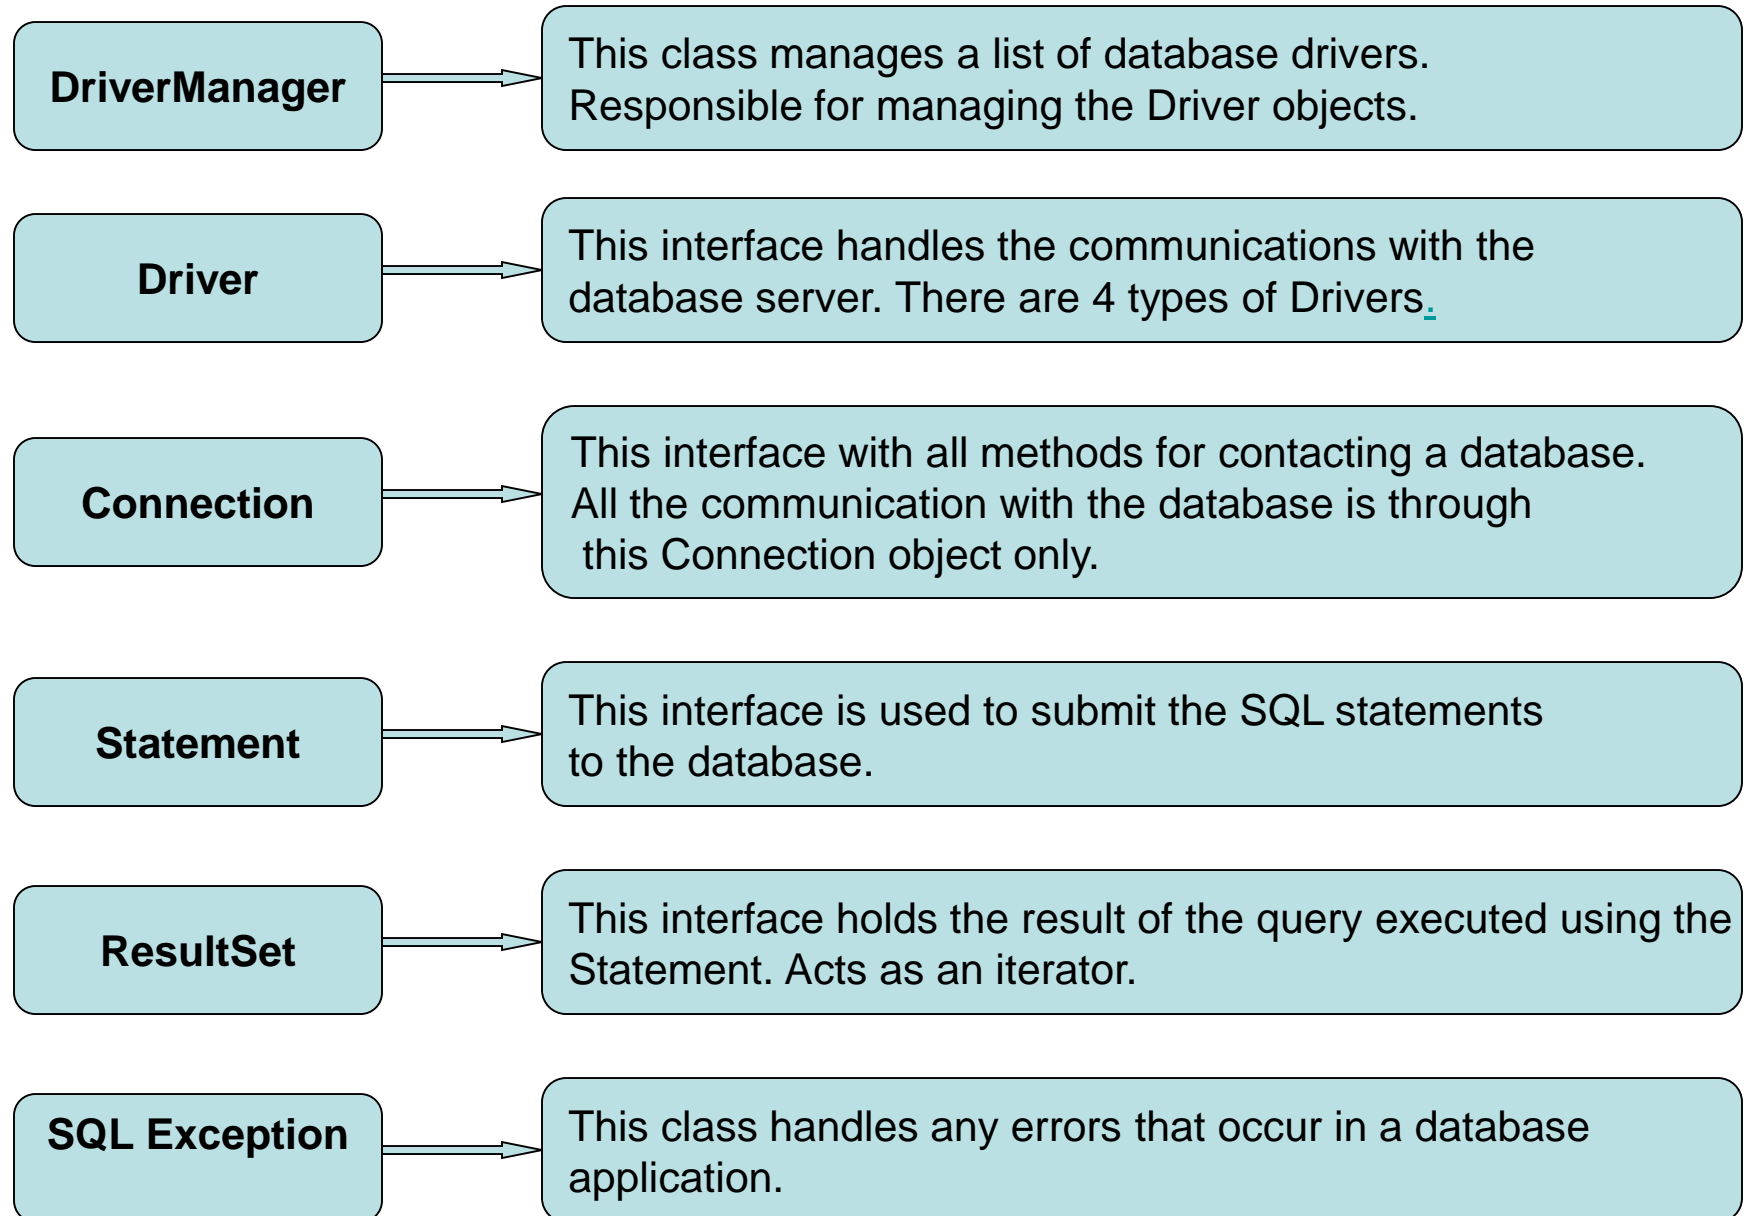 DriverManager
This class manages a list of database drivers.
Responsible for managing the Driver objects.
Driver
This interface handles the communications with the
database server. There are 4 types of Drivers.
Connection
This interface with all methods for contacting a database.
All the communication with the database is through
this Connection object only.
Statement
This interface is used to submit the SQL statements
to the database.
ResultSet
This interface holds the result of the query executed using the
Statement. Acts as an iterator.
SQL Exception
This class handles any errors that occur in a database
application.